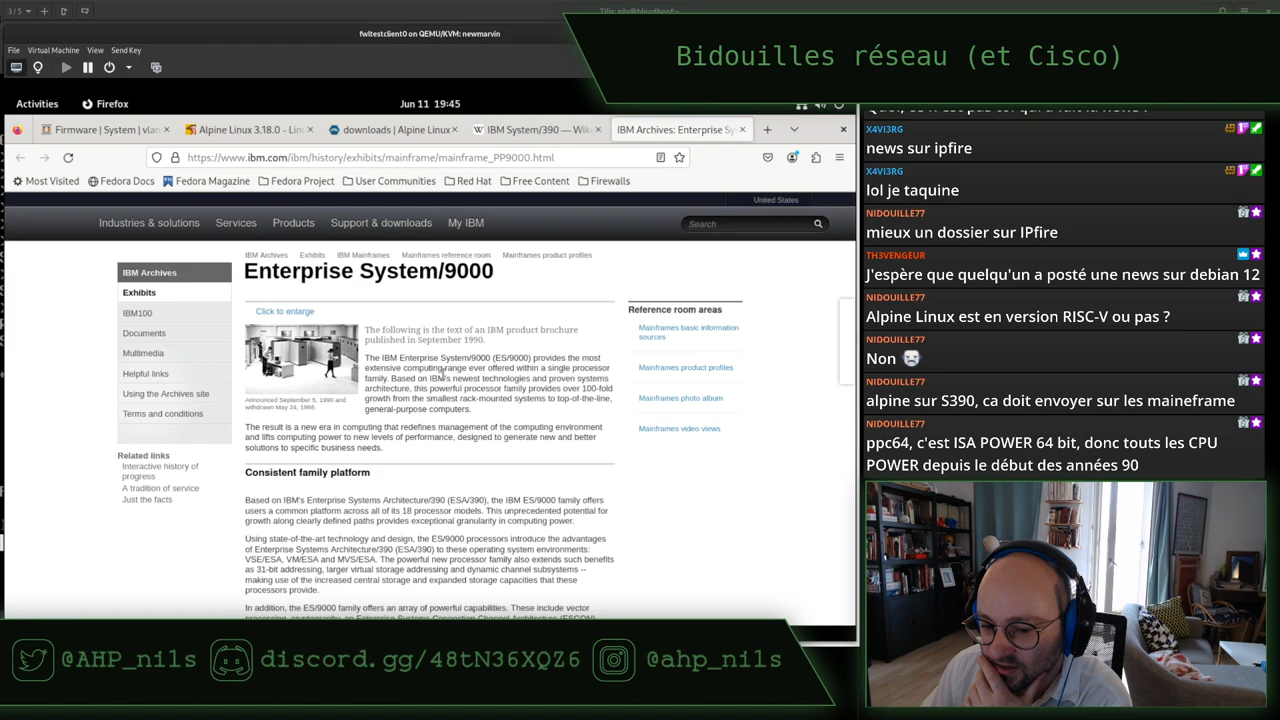 3 / 5
Tilix: nils@bloodhoof:~
fwltestclient0 on QEMU/KVM: newmarvin
File Virtual Machine View Send Key
Bidouilles réseau (et Cisco)
Activities Firefox Jun 11 19:45
Firmware | System | vlan Alpine Linux 3.18.0 - Lin downloads | Alpine Linux IBM System/390 — Wik IBM Archives: Enterprise Sy
https://www.ibm.com/ibm/history/exhibits/mainframe/mainframe_PP9000.html
Most Visited Fedora Docs Fedora Magazine Fedora Project User Communities Red Hat Free Content Firewalls
United States
Industries & solutions Services Products Support & downloads My IBM Search
IBM Archives Exhibits IBM Mainframes Mainframes reference room Mainframes product profiles
Enterprise System/9000
IBM Archives
Exhibits
IBM100
Documents
Multimedia
Helpful links
Using the Archives site
Terms and conditions
Related links
Interactive history of
progress
A tradition of service
Just the facts
Click to enlarge
Announced September 5, 1990 and
withdrawn May 24, 1998.
The following is the text of an IBM product brochure
published in September 1990.
The IBM Enterprise System/9000 (ES/9000) provides the most
extensive computing range ever offered within a single processor
family. Based on IBM's newest technologies and proven systems
architecture, this powerful processor family provides over 100-fold
growth from the smallest rack-mounted systems to top-of-the-line,
general-purpose computers.
The result is a new era in computing that redefines management of the computing environment
and lifts computing power to new levels of performance, designed to generate new and better
solutions to specific business needs.
Consistent family platform
Based on IBM's Enterprise Systems Architecture/390 (ESA/390), the IBM ES/9000 family offers
users a common platform across all of its 18 processor models. This unprecedented potential for
growth along clearly defined paths provides exceptional granularity in computing power.
Using state-of-the-art technology and design, the ES/9000 processors introduce the advantages
of Enterprise Systems Architecture/390 (ESA/390) to these operating system environments:
VSE/ESA, VM/ESA and MVS/ESA. The powerful new processor family also extends such benefits
as 31-bit addressing, larger virtual storage addressing and dynamic channel subsystems --
making use of the increased central storage and expanded storage capacities that these
processors provide.
In addition, the ES/9000 family offers an array of powerful capabilities. These include vector
Reference room areas
Mainframes basic information
sources
Mainframes product profiles
Mainframes photo album
Mainframes video views
X4VI3RG
news sur ipfire
X4VI3RG
lol je taquine
NIDOUILLE77
mieux un dossier sur IPfire
TH3VENGEUR
J'espère que quelqu'un a posté une news sur debian 12
NIDOUILLE77
Alpine Linux est en version RISC-V ou pas ?
NIDOUILLE77
Non
NIDOUILLE77
alpine sur S390, ca doit envoyer sur les maineframe
NIDOUILLE77
ppc64, c'est ISA POWER 64 bit, donc touts les CPU
POWER depuis le début des années 90
@AHP_nils discord.gg/48tN36XQZ6 @ahp_nils